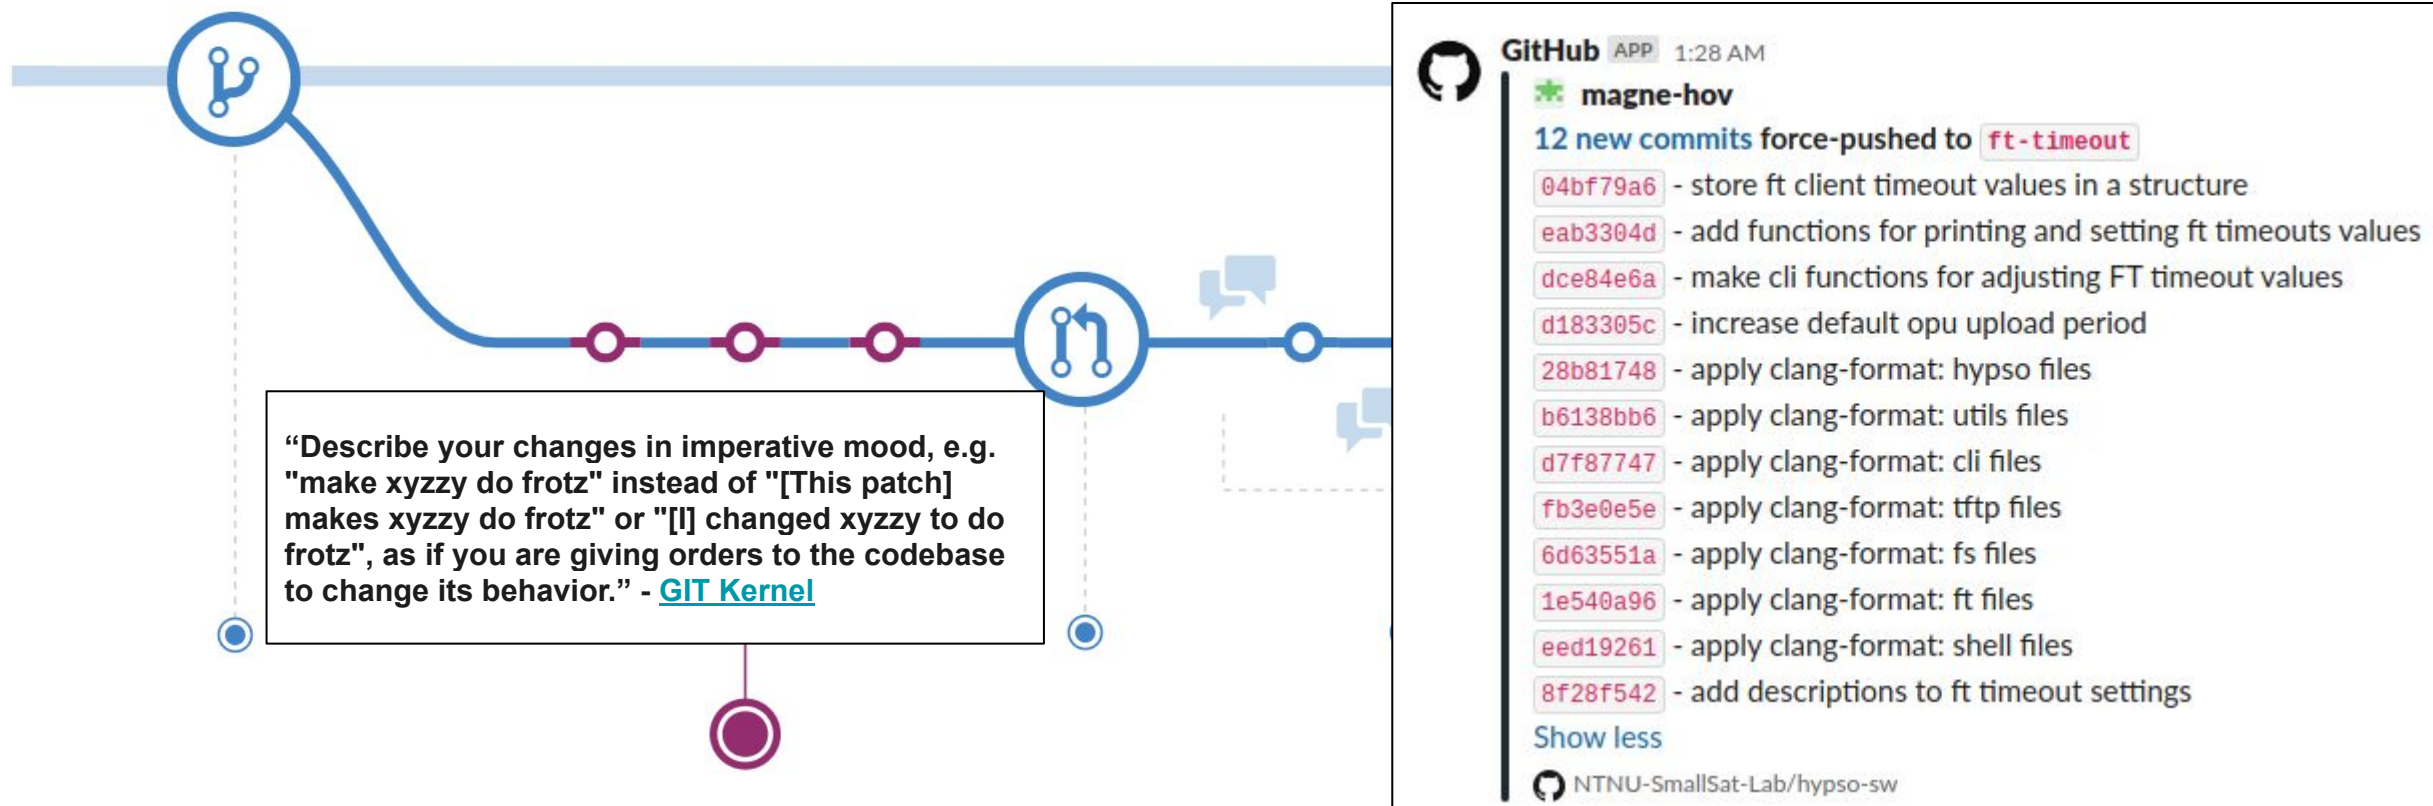 “Describe your changes in imperative mood, e.g.
"make xyzzy do frotz" instead of "[This patch]
makes xyzzy do frotz" or "[I] changed xyzzy to do
frotz", as if you are giving orders to the codebase
to change its behavior.” - GIT Kernel
GitHub APP 1:28 AM
magne-hov
12 new commits force-pushed to ft-timeout
04bf79a6 - store ft client timeout values in a structure
eab3304d - add functions for printing and setting ft timeouts values
dce84e6a - make cli functions for adjusting FT timeout values
d183305c - increase default opu upload period
28b81748 - apply clang-format: hypso files
b6138bb6 - apply clang-format: utils files
d7f87747 - apply clang-format: cli files
fb3e0e5e - apply clang-format: tftp files
6d63551a - apply clang-format: fs files
1e540a96 - apply clang-format: ft files
eed19261 - apply clang-format: shell files
8f28f542 - add descriptions to ft timeout settings
Show less
NTNU-SmallSat-Lab/hypso-sw